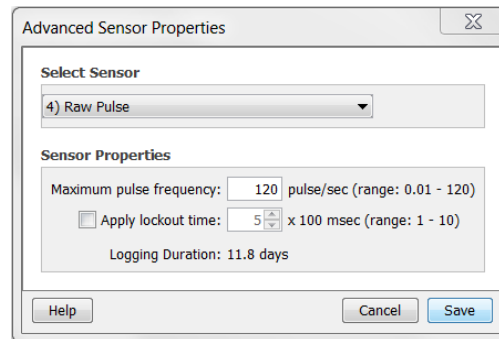 Advanced Sensor Properties
Select Sensor
4) Raw Pulse
Sensor Properties
Maximum pulse frequency: 120 pulse/sec (range: 0.01 - 120)
Apply lockout time: 5 x 100 msec (range: 1 - 10)
Logging Duration: 11.8 days
Help Cancel Save